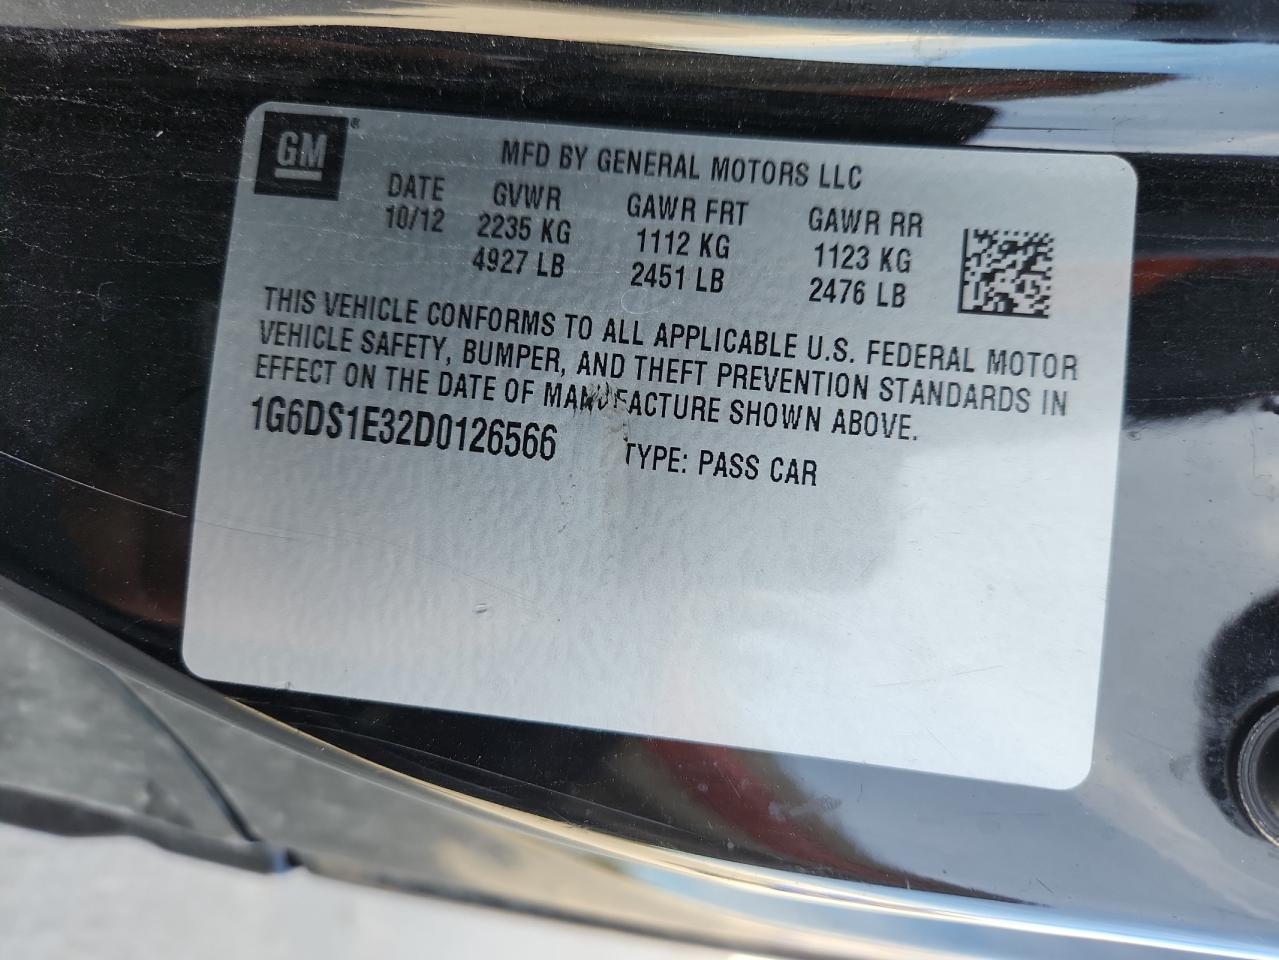 GM®
MFD BY GENERAL MOTORS LLC
DATE GVWR GAWR FRT GAWR RR
10/12 2235 KG 1112 KG 1123 KG
4927 LB 2451 LB 2476 LB
THIS VEHICLE CONFORMS TO ALL APPLICABLE U.S. FEDERAL MOTOR
VEHICLE SAFETY, BUMPER, AND THEFT PREVENTION STANDARDS IN
EFFECT ON THE DATE OF MANUFACTURE SHOWN ABOVE.
1G6DS1E32D0126566 TYPE: PASS CAR